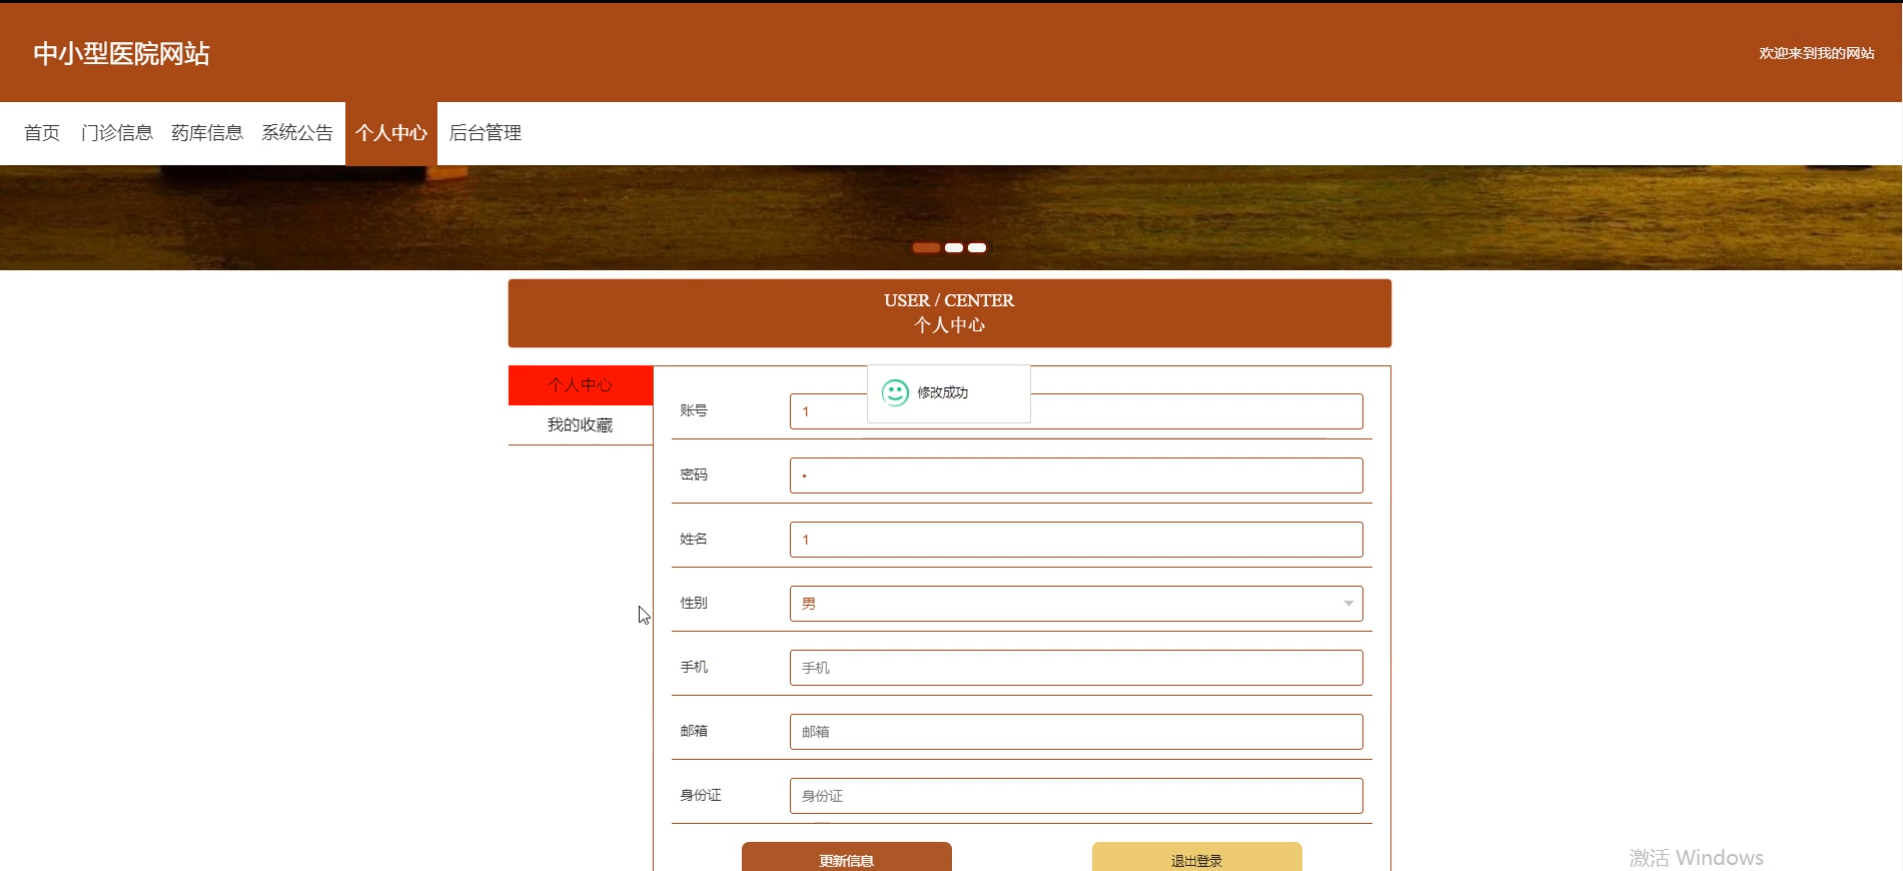 中小型医院网站
欢迎来到我的网站
首页 门诊信息 药库信息 系统公告 个人中心 后台管理
USER / CENTER
个人中心
个人中心
我的收藏
修改成功
账号 1
密码 •
姓名 1
性别 男
手机 手机
邮箱 邮箱
身份证 身份证
更新信息 退出登录
激活 Windows